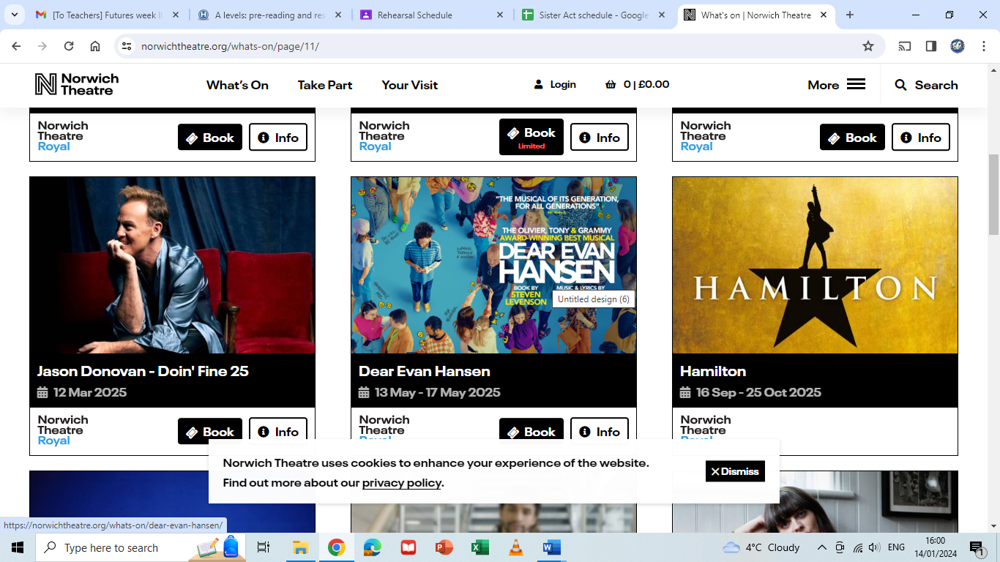 [To Teachers] Futures week
A levels: pre-reading and res
Rehearsal Schedule
Sister Act schedule - Google
What's on | Norwich Theatre
norwichtheatre.org/whats-on/page/11/
Norwich
Theatre
What's On
Take Part
Your Visit
Login
0 | £0.00
More
Search
Norwich
Theatre
Royal
Book
Info
Norwich
Theatre
Royal
Book
Limited
Info
Norwich
Theatre
Royal
Book
Info
"THE MUSICAL OF ITS GENERATION,
FOR ALL GENERATIONS"
THE OLIVIER, TONY & GRAMMY
AWARD-WINNING BEST MUSICAL
DEAR EVAN
HANSEN
BOOK BY
STEVEN
LEVENSON
MUSIC & LYRICS BY
Untitled design (6)
HAMILTON
Jason Donovan - Doin' Fine 25
12 Mar 2025
Dear Evan Hansen
13 May - 17 May 2025
Hamilton
16 Sep - 25 Oct 2025
Norwich
Theatre
Royal
Book
Info
Norwich
Theatre
Royal
Book
Info
Norwich
Theatre
Royal
Norwich Theatre uses cookies to enhance your experience of the website.
Find out more about our privacy policy.
Dismiss
https://norwichtheatre.org/whats-on/dear-evan-hansen/
Type here to search
4°C Cloudy
ENG
16:00
14/01/2024
1